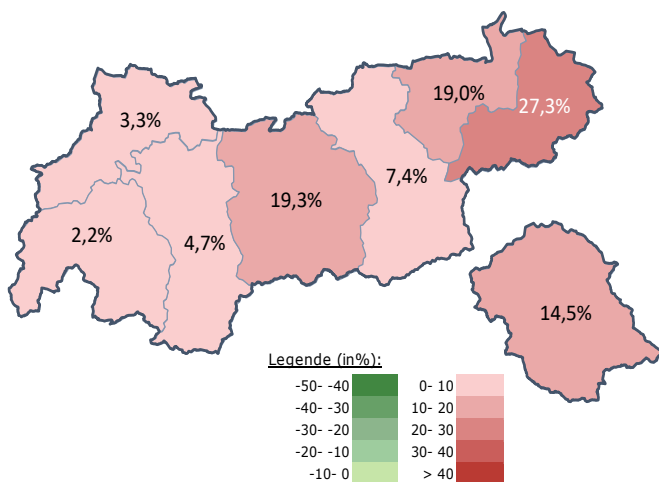 19,0%
27,3%
3,3%
7,4%
19,3%
2,2%
4,7%
14,5%
Legende (in%):
-50- -40 0- 10
-40- -30 10- 20
-30- -20 20- 30
-20- -10 30- 40
-10- 0 > 40